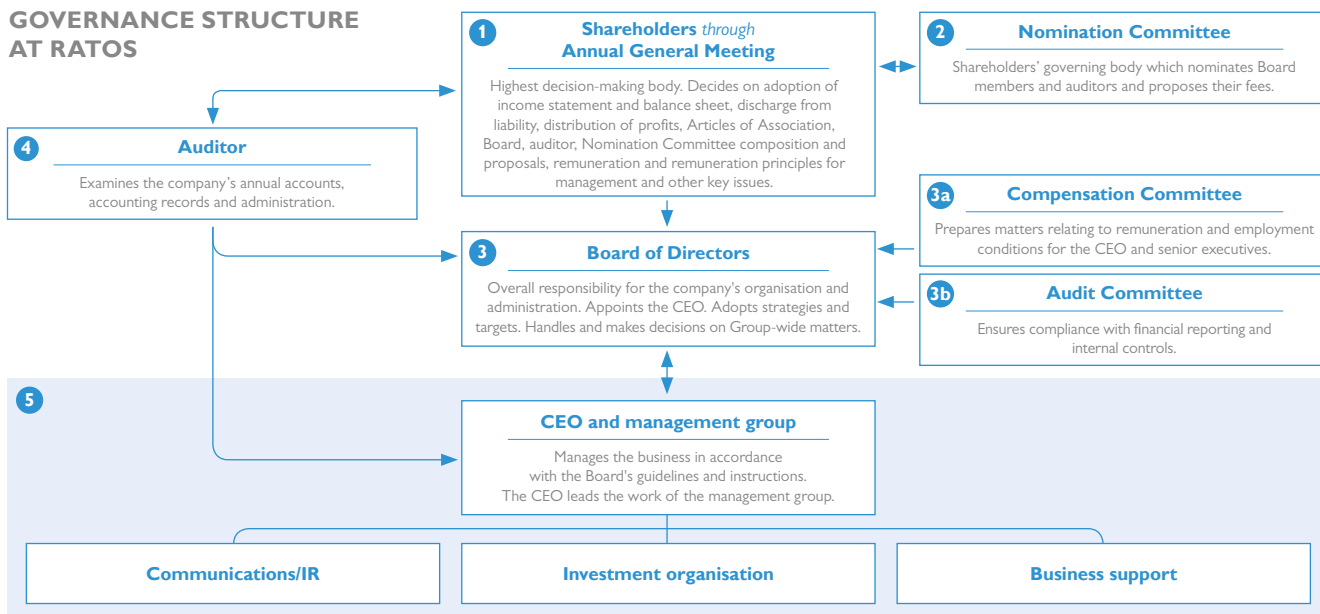 GOVERNANCE STRUCTURE
AT RATOS
1
Shareholders through
Annual General Meeting
Highest decision-making body. Decides on adoption of
income statement and balance sheet, discharge from
liability, distribution of profits, Articles of Association,
Board, auditor, Nomination Committee composition and
proposals, remuneration and remuneration principles for
management and other key issues.
2
Nomination Committee
Shareholders’ governing body which nominates Board
members and auditors and proposes their fees.
4
Auditor
Examines the company’s annual accounts,
accounting records and administration.
3a
Compensation Committee
Prepares matters relating to remuneration and employment
conditions for the CEO and senior executives.
3
Board of Directors
Overall responsibility for the company’s organisation and
administration. Appoints the CEO. Adopts strategies and
targets. Handles and makes decisions on Group-wide matters.
3b
Audit Committee
Ensures compliance with financial reporting and
internal controls.
5
CEO and management group
Manages the business in accordance
with the Board's guidelines and instructions.
The CEO leads the work of the management group.
Communications/IR
Investment organisation
Business support